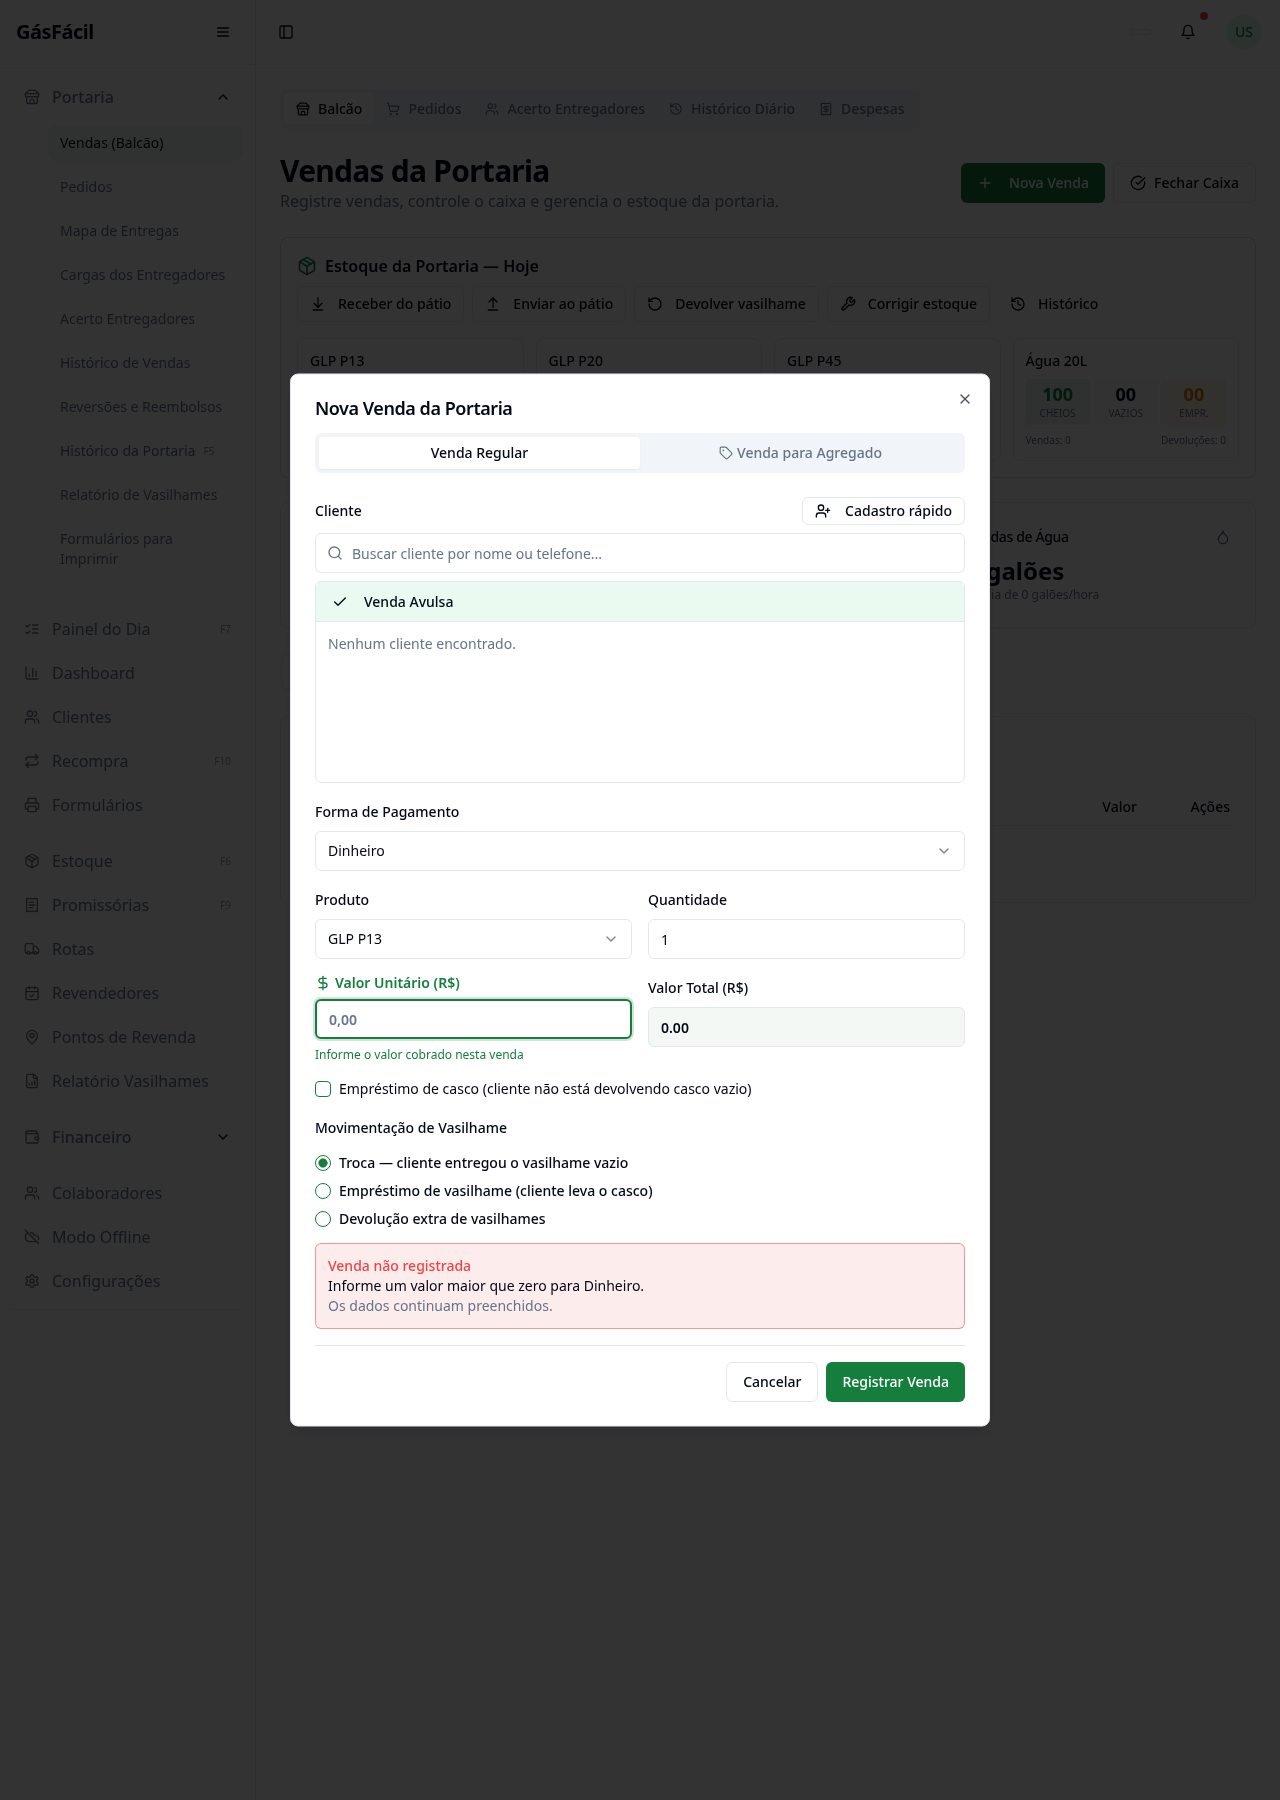 GásFácil
US
Portaria
Vendas (Balcão)
Pedidos
Mapa de Entregas
Cargas dos Entregadores
Acerto Entregadores
Histórico de Vendas
Reversões e Reembolsos
Histórico da Portaria F5
Relatório de Vasilhames
Formulários para
Imprimir
Painel do Dia F7
Dashboard
Clientes
Recompra F10
Formulários
Estoque F6
Promissórias F9
Rotas
Revendedores
Pontos de Revenda
Relatório Vasilhames
Financeiro
Colaboradores
Modo Offline
Configurações
Balcão Pedidos Acerto Entregadores Histórico Diário Despesas
Vendas da Portaria
Registre vendas, controle o caixa e gerencia o estoque da portaria.
Nova Venda Fechar Caixa
Estoque da Portaria — Hoje
Receber do pátio Enviar ao pátio Devolver vasilhame Corrigir estoque Histórico
GLP P13 GLP P20 GLP P45 Água 20L
100 00 00
CHEIOS VAZIOS EMPR.
Vendas: 0 Devoluções: 0
das de Água
galões
ia de 0 galões/hora
Valor Ações
Nova Venda da Portaria
Venda Regular Venda para Agregado
Cliente Cadastro rápido
Buscar cliente por nome ou telefone...
Venda Avulsa
Nenhum cliente encontrado.
Forma de Pagamento
Dinheiro
Produto Quantidade
GLP P13 1
Valor Unitário (R$) Valor Total (R$)
0,00 0.00
Informe o valor cobrado nesta venda
Empréstimo de casco (cliente não está devolvendo casco vazio)
Movimentação de Vasilhame
Troca — cliente entregou o vasilhame vazio
Empréstimo de vasilhame (cliente leva o casco)
Devolução extra de vasilhames
Venda não registrada
Informe um valor maior que zero para Dinheiro.
Os dados continuam preenchidos.
Cancelar Registrar Venda